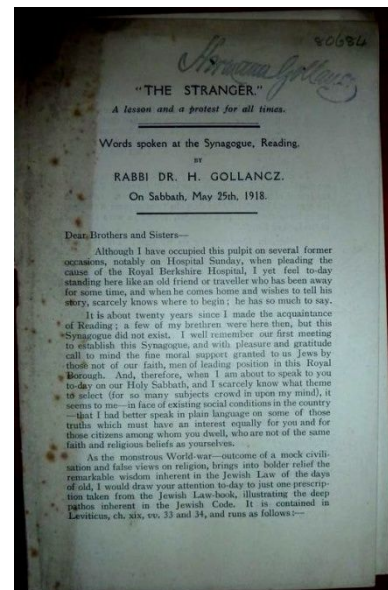 80684
Hermann Gollancz
"THE STRANGER."
A lesson and a protest for all times.
Words spoken at the Synagogue, Reading,
BY
RABBI DR. H. GOLLANCZ.
On Sabbath, May 25th, 1918.
Dear Brothers and Sisters—
Although I have occupied this pulpit on several former
occasions, notably on Hospital Sunday, when pleading the
cause of the Royal Berkshire Hospital, I yet feel to-day
standing here like an old friend or traveller who has been away
for some time, and when he comes home and wishes to tell his
story, scarcely knows where to begin; he has so much to say.
It is about twenty years since I made the acquaintance
of Reading; a few of my brethren were here then, but this
Synagogue did not exist. I well remember our first meeting
to establish this Synagogue, and with pleasure and gratitude
call to mind the fine moral support granted to us Jews by
those not of our faith, men of leading position in this Royal
Borough. And, therefore, when I am about to speak to you
to-day on our Holy Sabbath, and I scarcely know what theme
to select (for so many subjects crowd in upon my mind), it
seems to me—in face of existing social conditions in the country
—that I had better speak in plain language on some of those
truths which must have an interest equally for you and for
those citizens among whom you dwell, who are not of the same
faith and religious beliefs as yourselves.
As the monstrous World-war—outcome of a mock civili-
sation and false views on religion, brings into bolder relief the
remarkable wisdom inherent in the Jewish Law of the days
of old, I would draw your attention to-day to just one prescrip-
tion taken from the Jewish Law-book, illustrating the deep
pathos inherent in the Jewish Code. It is contained in
Leviticus, ch. xix, vv. 33 and 34, and runs as follows:—